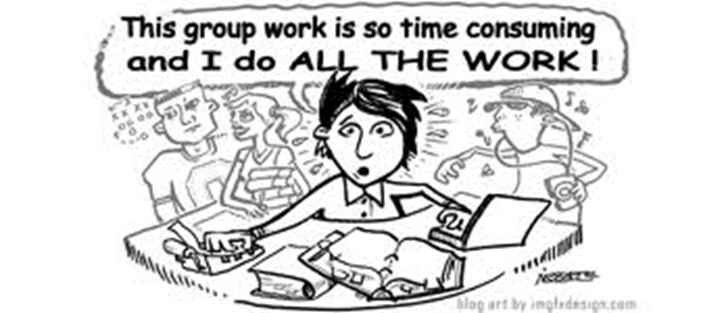 This group work is so time consuming
and I do ALL THE WORK !
blog art by imgfxdesign.com